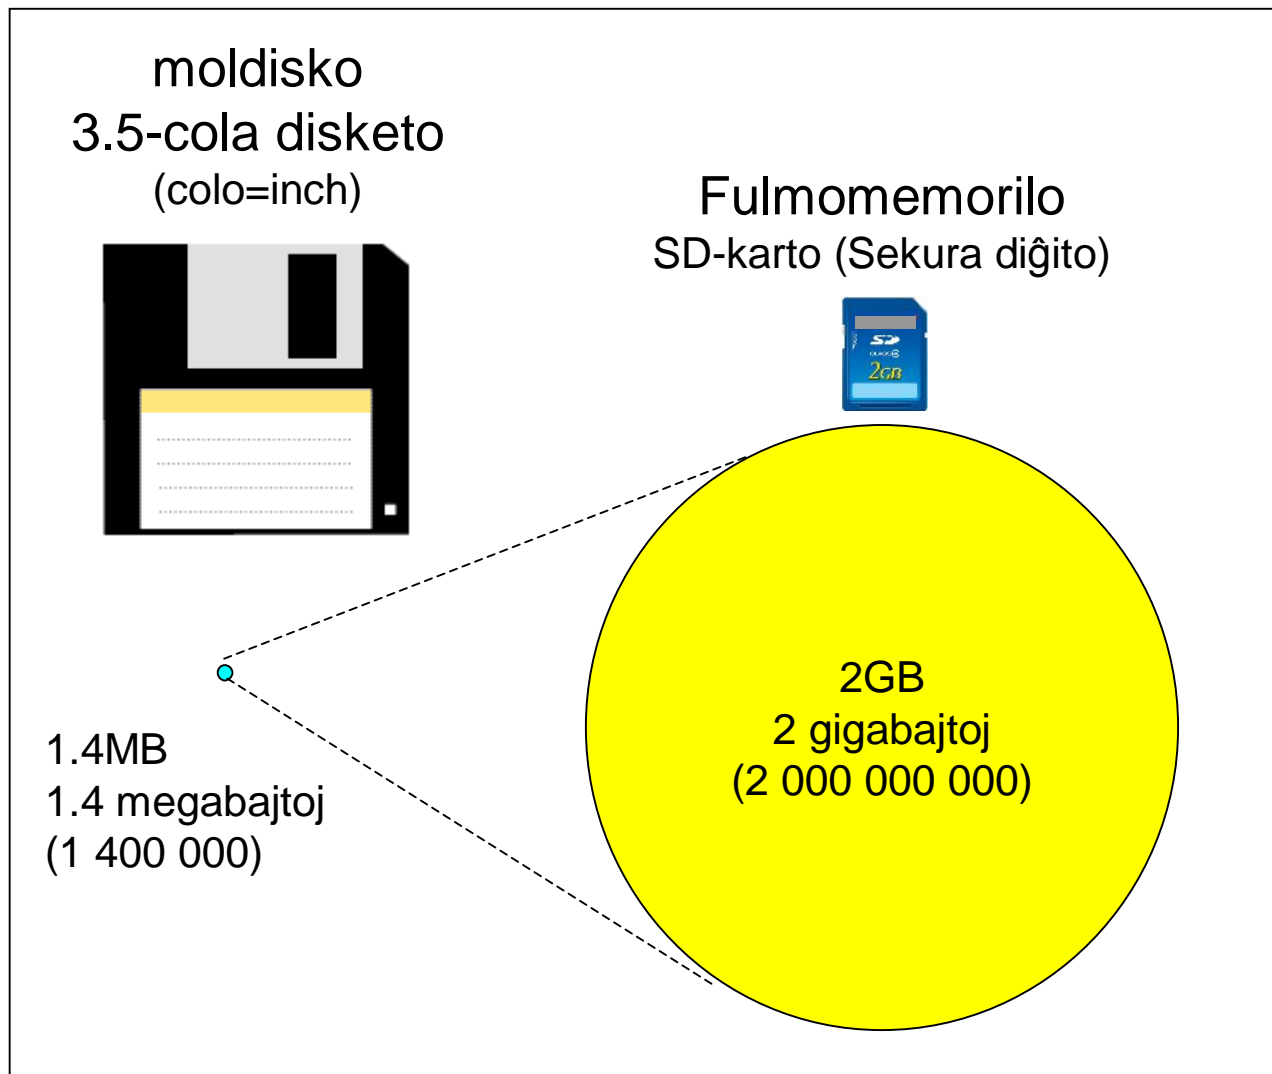 moldisko
3.5-cola disketo
(colo=inch)
Fulmomemorilo
SD-karto (Sekura diĝito)
SD
2GB
1.4MB
1.4 megabajtoj
(1 400 000)
2GB
2 gigabajtoj
(2 000 000 000)